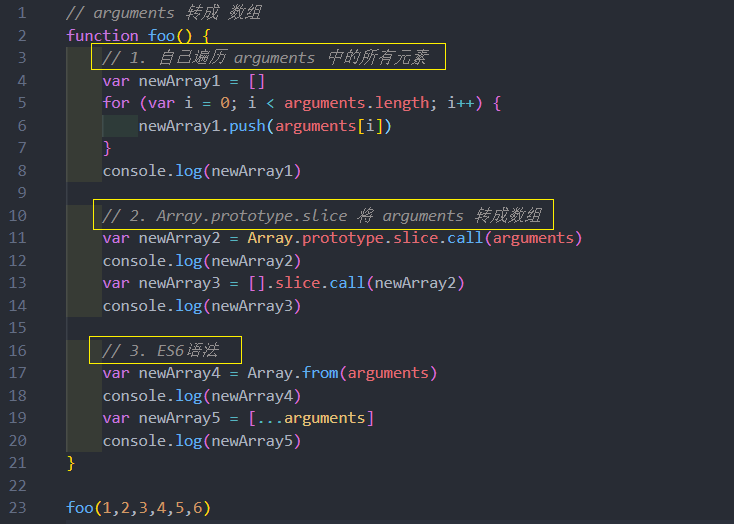 1 // arguments 转成 数组
2 function foo() {
3 // 1. 自己遍历 arguments 中的所有元素
4 var newArray1 = []
5 for (var i = 0; i < arguments.length; i++) {
6 newArray1.push(arguments[i])
7 }
8 console.log(newArray1)
9
10 // 2. Array.prototype.slice 将 arguments 转成数组
11 var newArray2 = Array.prototype.slice.call(arguments)
12 console.log(newArray2)
13 var newArray3 = [].slice.call(newArray2)
14 console.log(newArray3)
15
16 // 3. ES6语法
17 var newArray4 = Array.from(arguments)
18 console.log(newArray4)
19 var newArray5 = [...arguments]
20 console.log(newArray5)
21 }
22
23 foo(1,2,3,4,5,6)